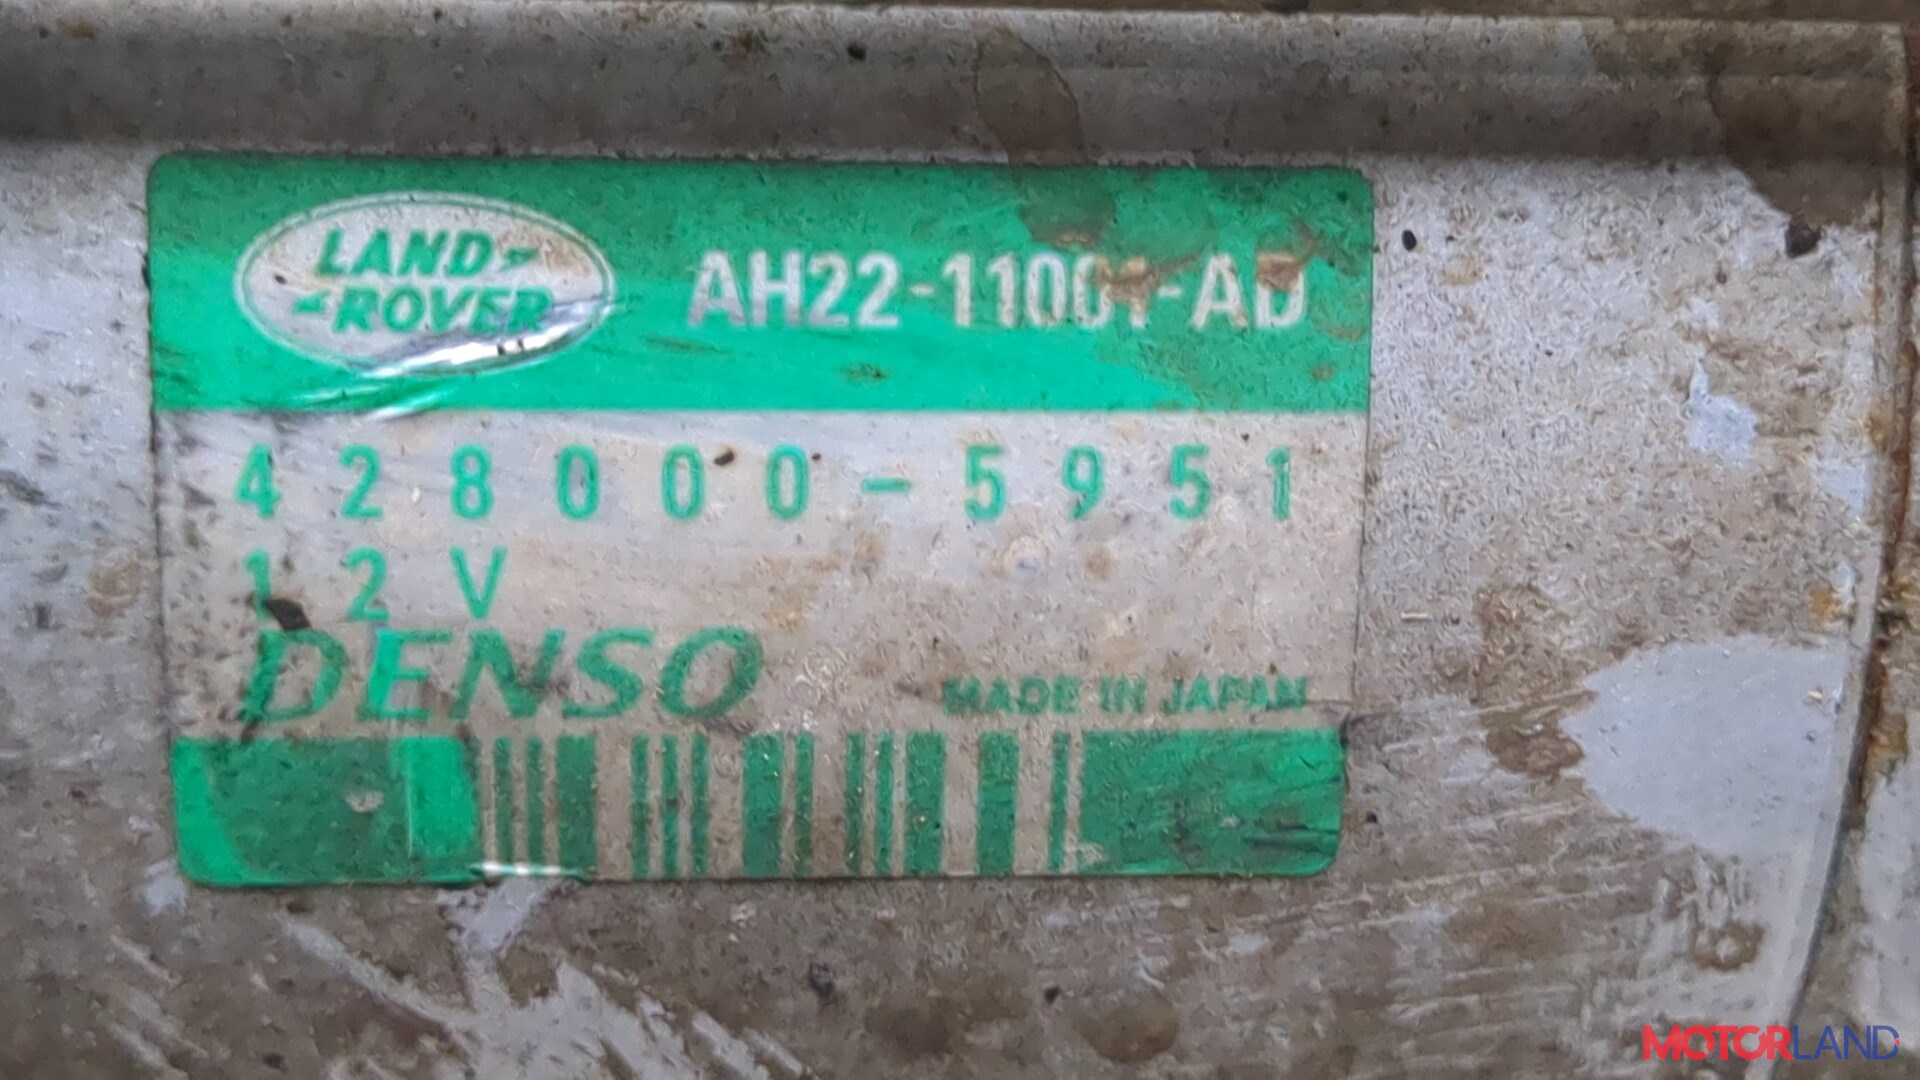 LAND
ROVER
AH22-11001-AD
428000-5951
12V
DENSO
MADE IN JAPAN
MOTORLAND